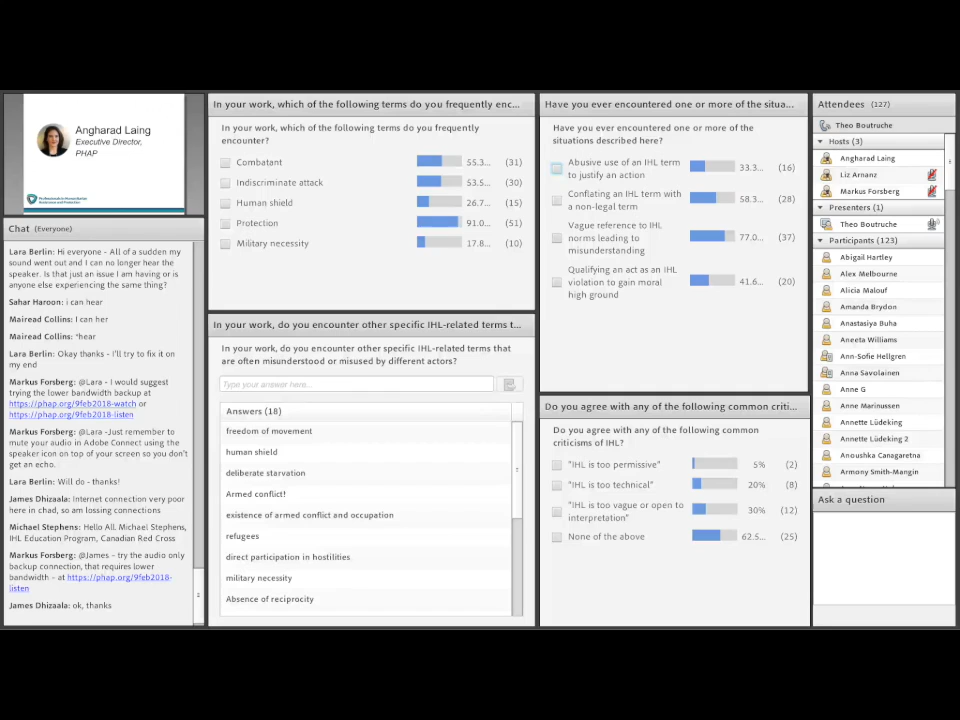 Angharad Laing
Executive Director,
PHAP
Chat (Everyone)
Lara Berlin: Hi everyone - All of a sudden my
sound went out and I can no longer hear the
speaker. Is that just an issue I am having or is
anyone else experiencing the same thing?
Sahar Haroon: i can hear
Mairead Collins: I can her
Mairead Collins: *hear
Lara Berlin: Okay thanks - I'll try to fix it on
my end
Markus Forsberg: @Lara - I would suggest
trying the lower bandwidth backup at
https://phap.org/9feb2018-watch or
https://phap.org/9feb2018-listen
Markus Forsberg: @Lara -Just remember to
mute your audio in Adobe Connect using the
speaker icon on top of your screen so you don't
get an echo.
Lara Berlin: Will do - thanks!
James Dhizaala: Internet connection very poor
here in chad, so am lossing connections
Michael Stephens: Hello All. Michael Stephens,
IHL Education Program, Canadian Red Cross
Markus Forsberg: @James - try the audio only
backup connection, that requires lower
bandwidth - at https://phap.org/9feb2018-
listen
James Dhizaala: ok, thanks
In your work, which of the following terms do you frequently enc...
In your work, which of the following terms do you frequently
encounter?
Combatant 55.3... (31)
Indiscriminate attack 53.5... (30)
Human shield 26.7... (15)
Protection 91.0... (51)
Military necessity 17.8... (10)
In your work, do you encounter other specific IHL-related terms t...
In your work, do you encounter other specific IHL-related terms that
are often misunderstood or misused by different actors?
Type your answer here...
Answers (18)
freedom of movement
human shield
deliberate starvation
Armed conflict!
existence of armed conflict and occupation
refugees
direct participation in hostilities
military necessity
Absence of reciprocity
Have you ever encountered one or more of the situa...
Have you ever encountered one or more of the
situations described here?
Abusive use of an IHL term
to justify an action 33.3... (16)
Conflating an IHL term with
a non-legal term 58.3... (28)
Vague reference to IHL
norms leading to
misunderstanding 77.0... (37)
Qualifying an act as an IHL
violation to gain moral
high ground 41.6... (20)
Do you agree with any of the following common criti...
Do you agree with any of the following common
criticisms of IHL?
"IHL is too permissive" 5% (2)
"IHL is too technical" 20% (8)
"IHL is too vague or open to
interpretation" 30% (12)
None of the above 62.5... (25)
Attendees (127)
Theo Boutruche
Hosts (3)
Angharad Laing
Liz Arnanz
Markus Forsberg
Presenters (1)
Theo Boutruche
Participants (123)
Abigail Hartley
Alex Melbourne
Alicia Malouf
Amanda Brydon
Anastasiya Buha
Aneeta Williams
Ann-Sofie Hellgren
Anna Savolainen
Anne G
Anne Marinussen
Annette Lüdeking
Annette Lüdeking 2
Anoushka Canagaretna
Armony Smith-Mangin
Ask a question